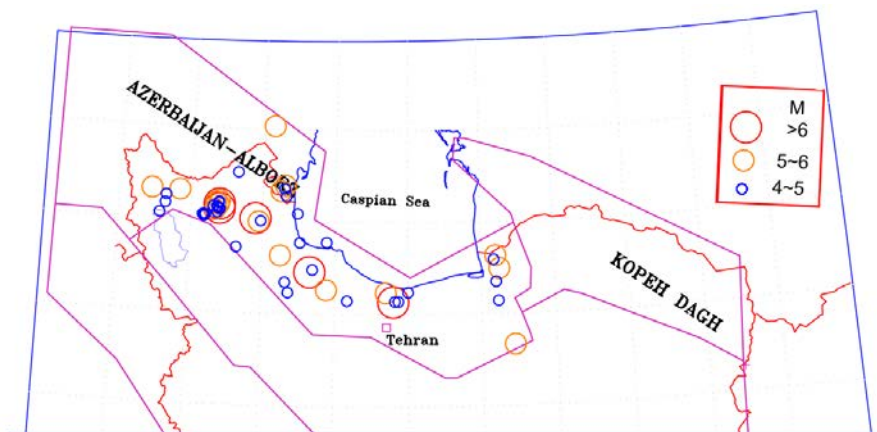 AZERBAIJAN-ALBORZ
M
>6
5~6
4~5
Caspian Sea
KOPEH DAGH
Tehran